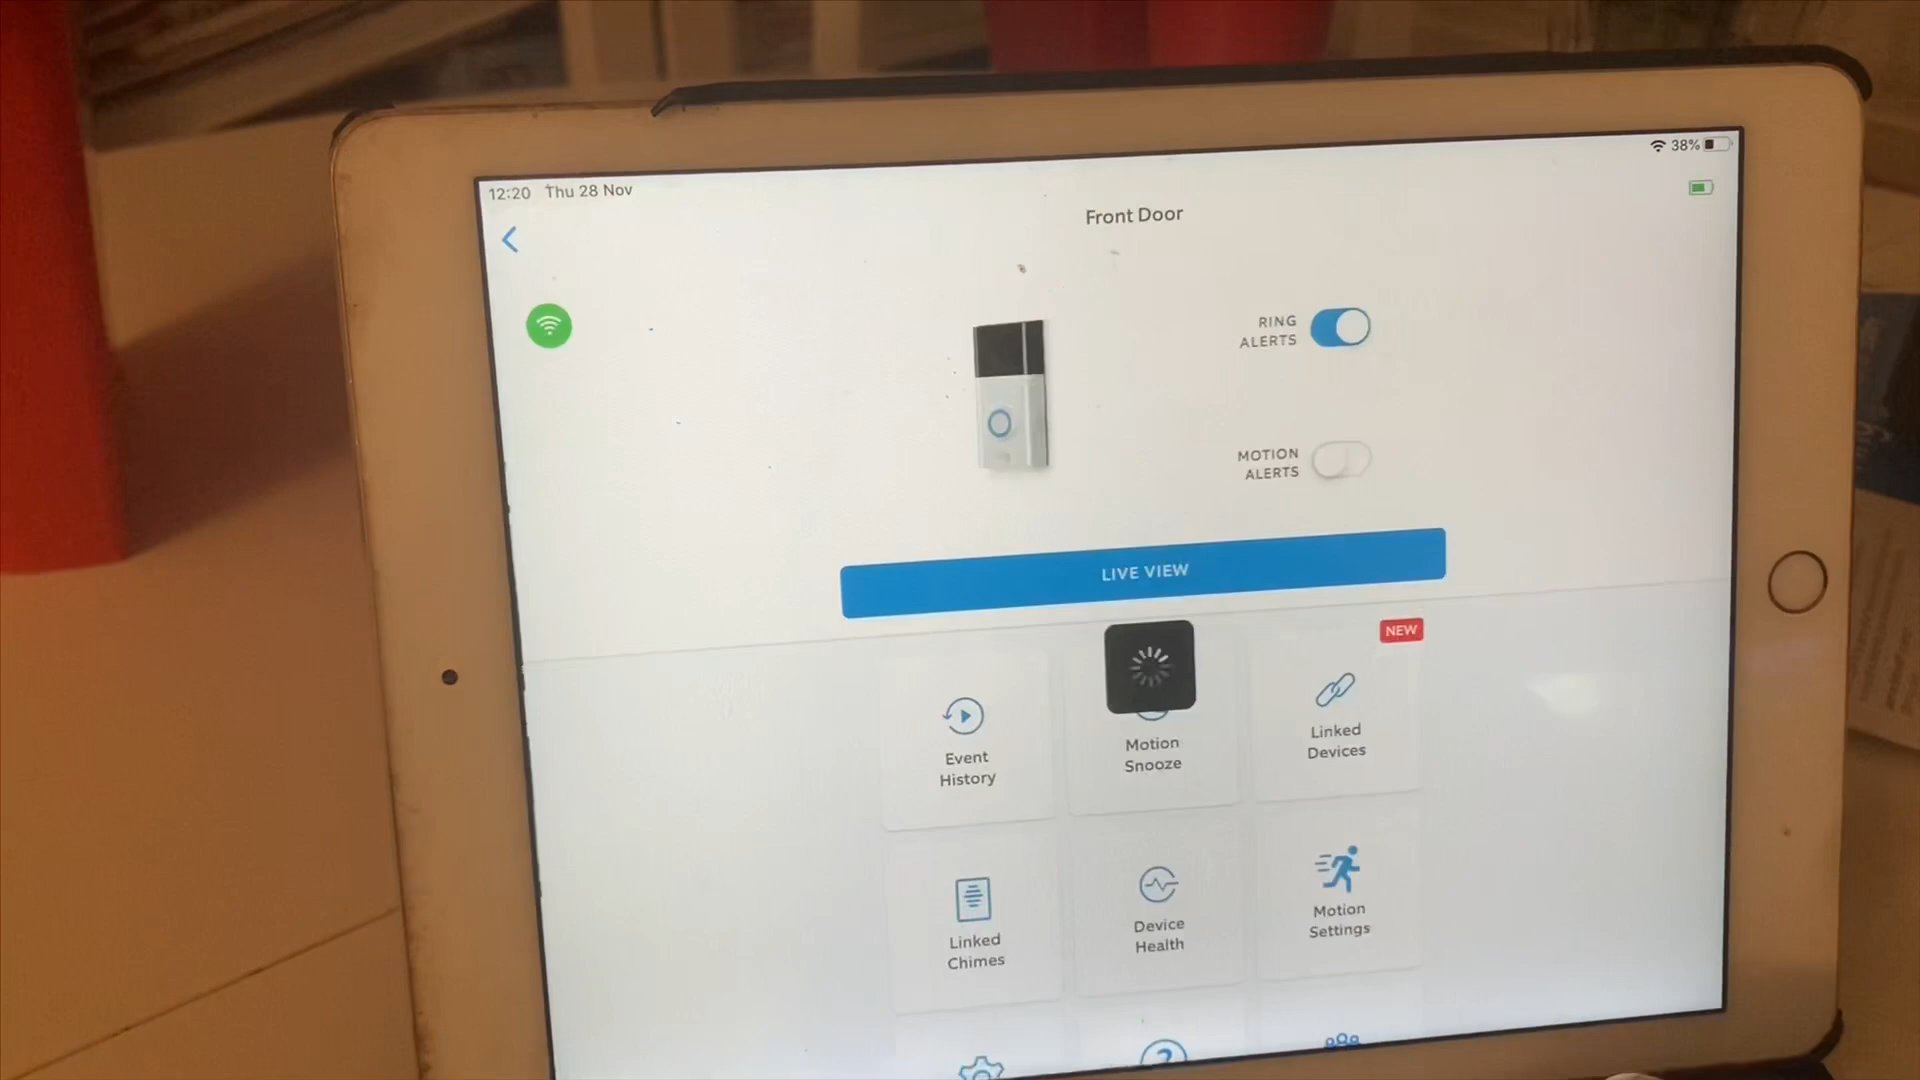 12:20 Thu 28 Nov
38%
Front Door
RING
ALERTS
MOTION
ALERTS
LIVE VIEW
NEW
Event
History
Motion
Snooze
Linked
Devices
Linked
Chimes
Device
Health
Motion
Settings